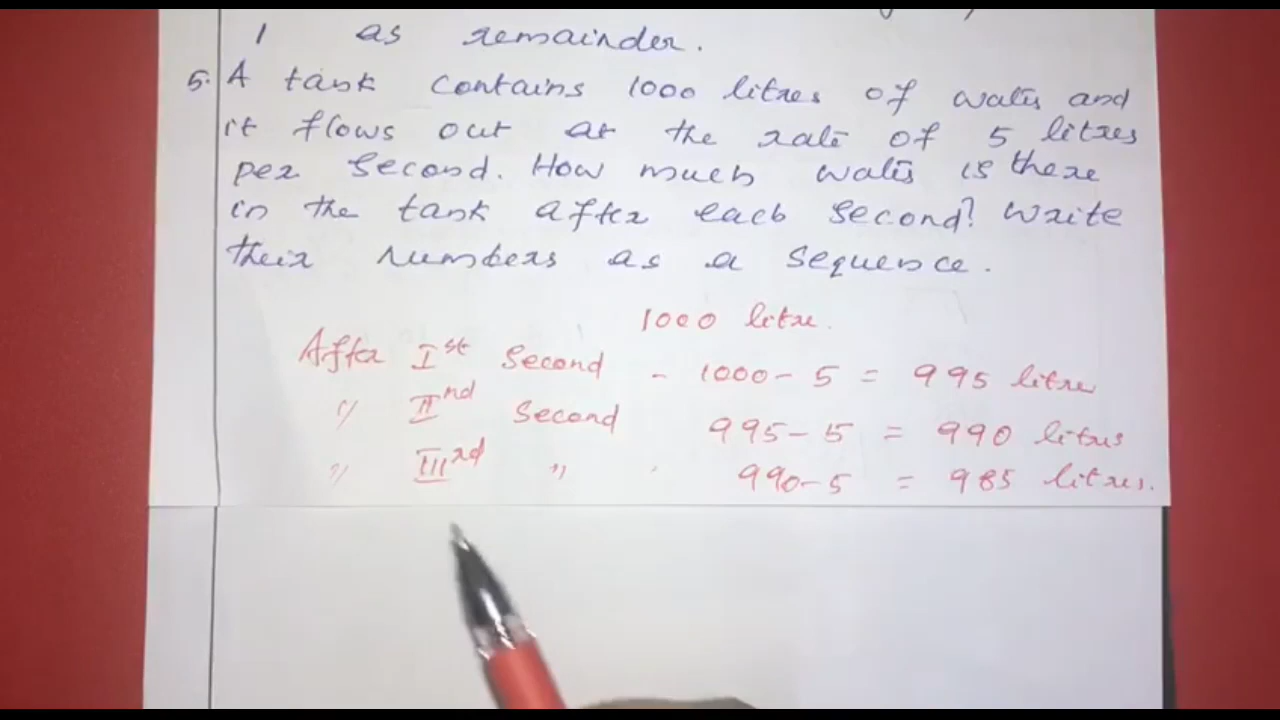 1 as remainder.
5. A tank contains 1000 litres of water and
it flows out at the rate of 5 litres
per second. How much water is there
in the tank after each second? Write
their numbers as a sequence.
1000 litre.
After Ist Second - 1000 - 5 = 995 litre
" IInd Second 995 - 5 = 990 litres
" IIIrd " 990 - 5 = 985 litres.